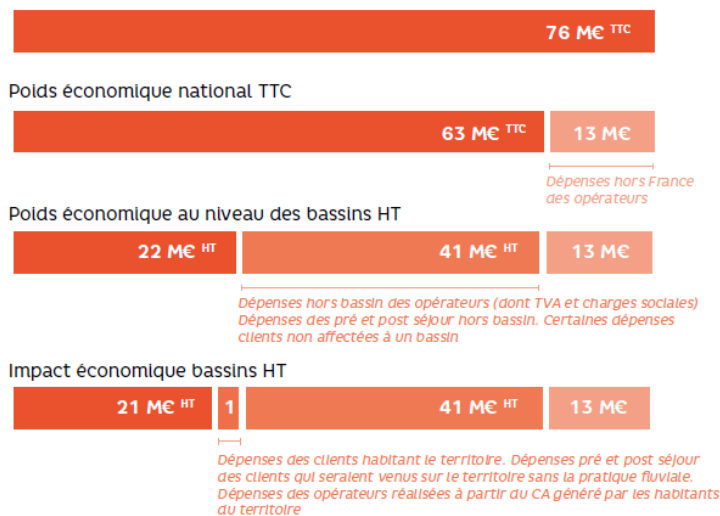 76 M€ TTC
Poids économique national TTC
63 M€ TTC
13 M€
Dépenses hors France
des opérateurs
Poids économique au niveau des bassins HT
22 M€ HT
41 M€ HT
13 M€
Dépenses hors bassin des opérateurs (dont TVA et charges sociales)
Dépenses des pré et post séjour hors bassin. Certaines dépenses
clients non affectées à un bassin
Impact économique bassins HT
21 M€ HT
1
41 M€ HT
13 M€
Dépenses des clients habitant le territoire. Dépenses pré et post séjour
des clients qui seraient venus sur le territoire sans la pratique fluviale.
Dépenses des opérateurs réalisées à partir du CA généré par les habitants
du territoire